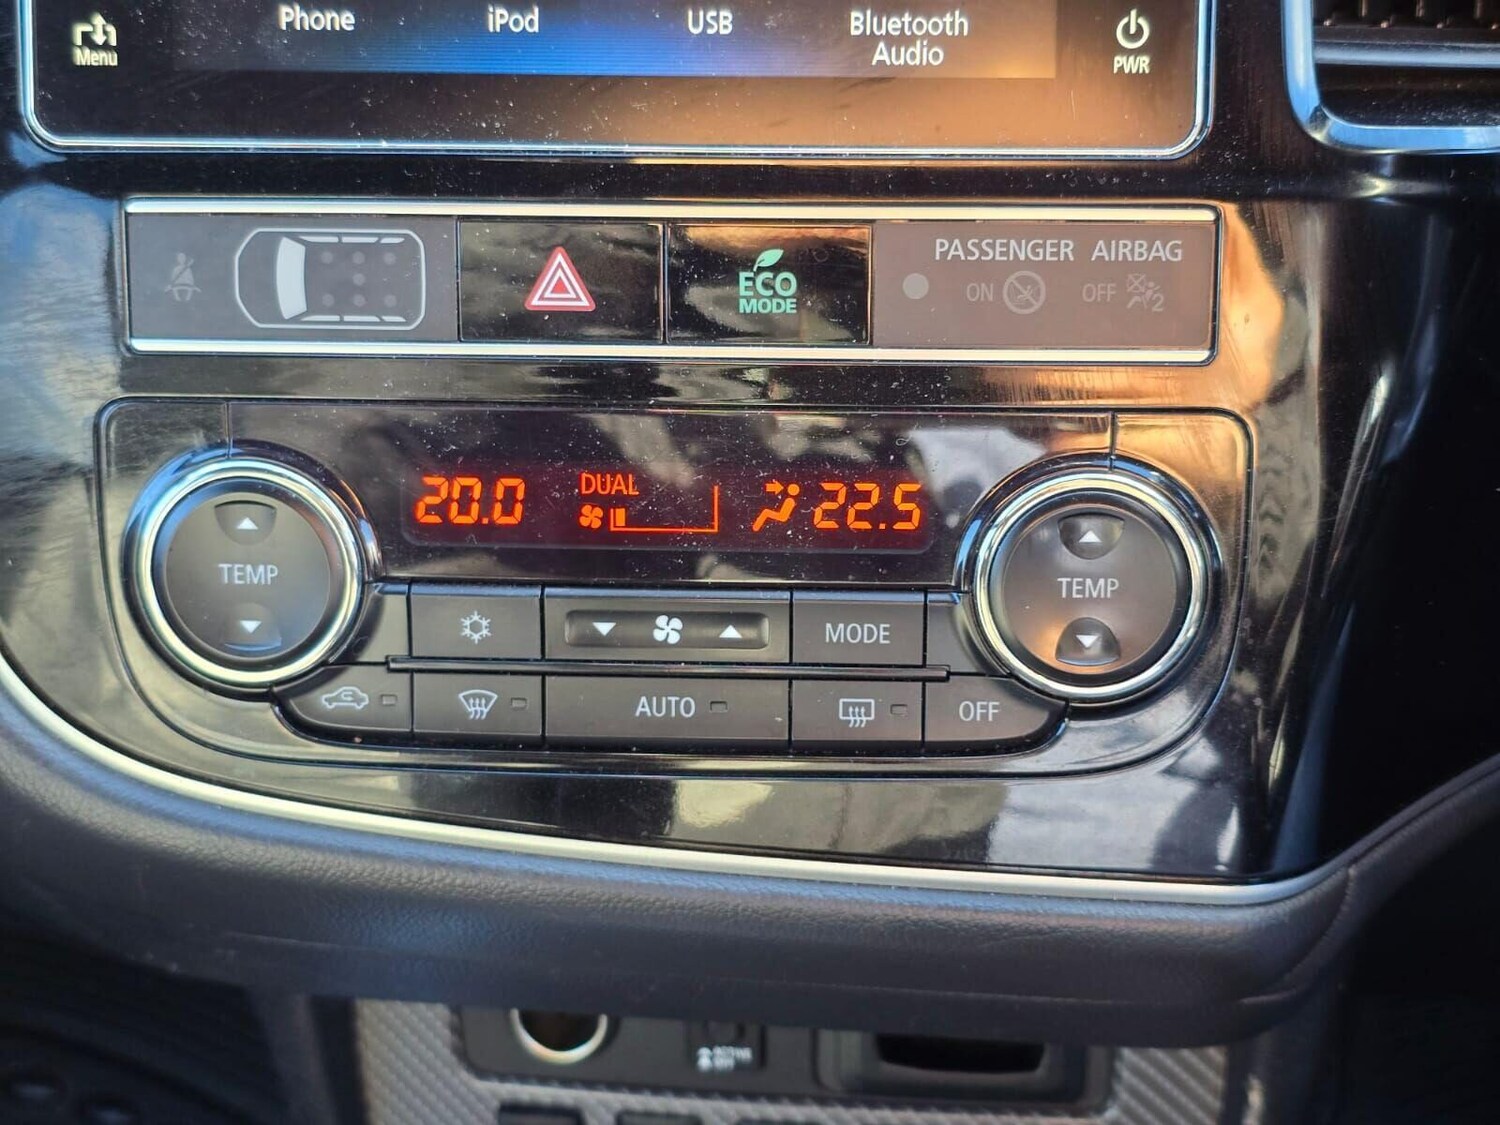 Menu
Phone
iPod
USB
Bluetooth
Audio
PWR
ECO
MODE
PASSENGER AIRBAG
ON
OFF
2
20.0
DUAL
22.5
TEMP
TEMP
MODE
AUTO
OFF